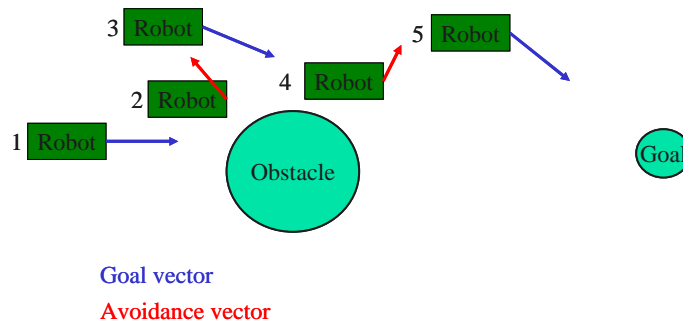 3 Robot
5 Robot
4 Robot
2 Robot
1 Robot
Obstacle
Goal
Goal vector
Avoidance vector